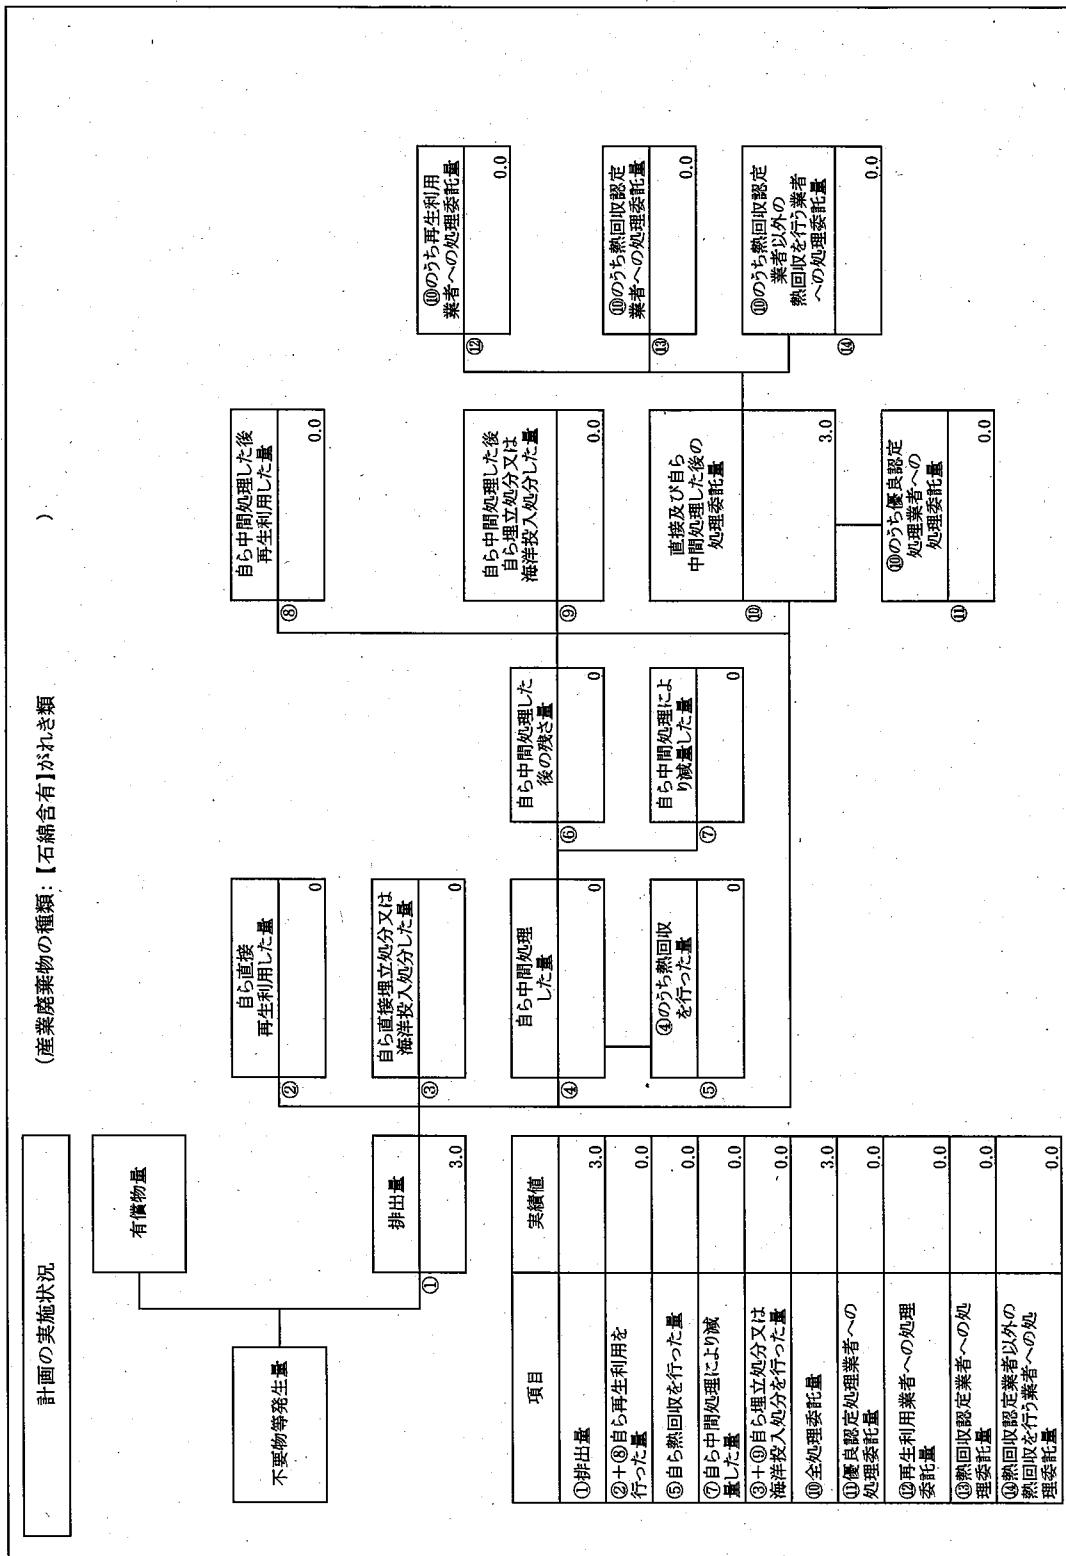 計画の実施状況
(産業廃棄物の種類：【石綿含有】がれき類
)
有償物量
不要物等発生量
①
排出量
3.0
②
自ら直接
再生利用した量
0
③
自ら直接埋立処分又は
海洋投入処分した量
0
④
自ら中間処理
した量
0
⑤
④のうち熱回収
を行った量
0
⑥
自ら中間処理した
後の残さ量
0
⑦
自ら中間処理によ
り減量した量
0
⑧
自ら中間処理した後
再生利用した量
0.0
⑨
自ら中間処理した後
自ら埋立処分又は
海洋投入処分した量
0.0
⑩
直接及び自ら
中間処理した後の
処理委託量
3.0
⑪
⑩のうち優良認定
処理業者への
処理委託量
0.0
⑫
⑩のうち再生利用
業者への処理委託量
0.0
⑬
⑩のうち熱回収認定
業者への処理委託量
0.0
⑭
⑩のうち熱回収認定
業者以外の
熱回収を行う業者
への処理委託量
0.0
項目 実績値
①排出量 3.0
②+⑧自ら再生利用を
行った量 0.0
⑤自ら熱回収を行った量 0.0
⑦自ら中間処理により減
量した量 0.0
③+⑨自ら埋立処分又は
海洋投入処分を行った量 0.0
⑩全処理委託量 3.0
⑪優良認定処理業者への
処理委託量 0.0
⑫再生利用業者への処理
委託量 0.0
⑬熱回収認定業者への処
理委託量 0.0
⑭熱回収認定業者以外の
熱回収を行う業者への処
理委託量 0.0